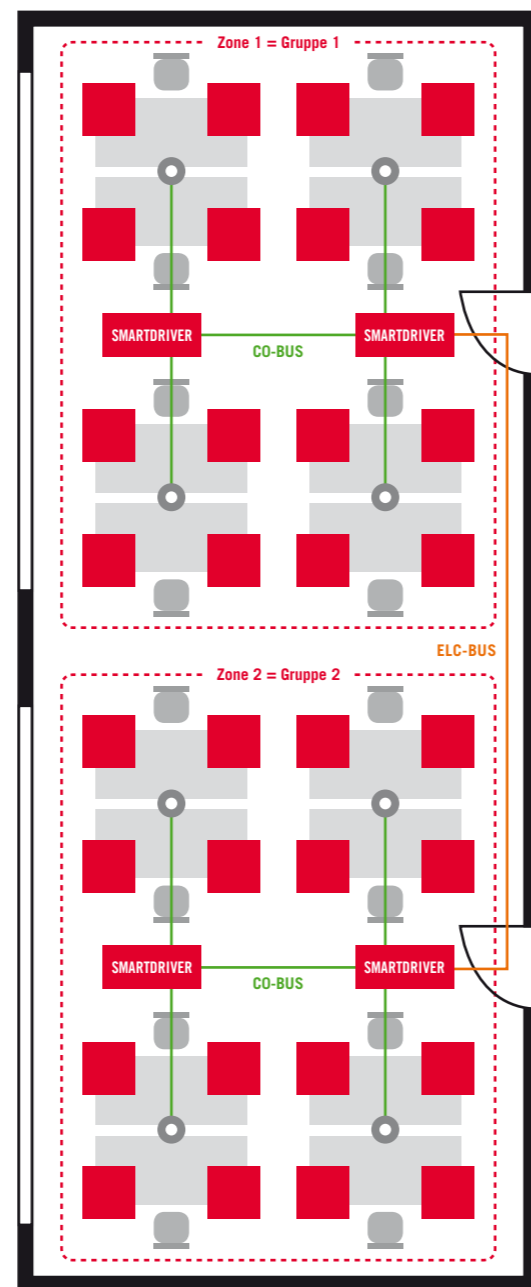 Zone 1 = Gruppe 1
SMARTDRIVER
CO-BUS
SMARTDRIVER
ELC-BUS
Zone 2 = Gruppe 2
SMARTDRIVER
CO-BUS
SMARTDRIVER